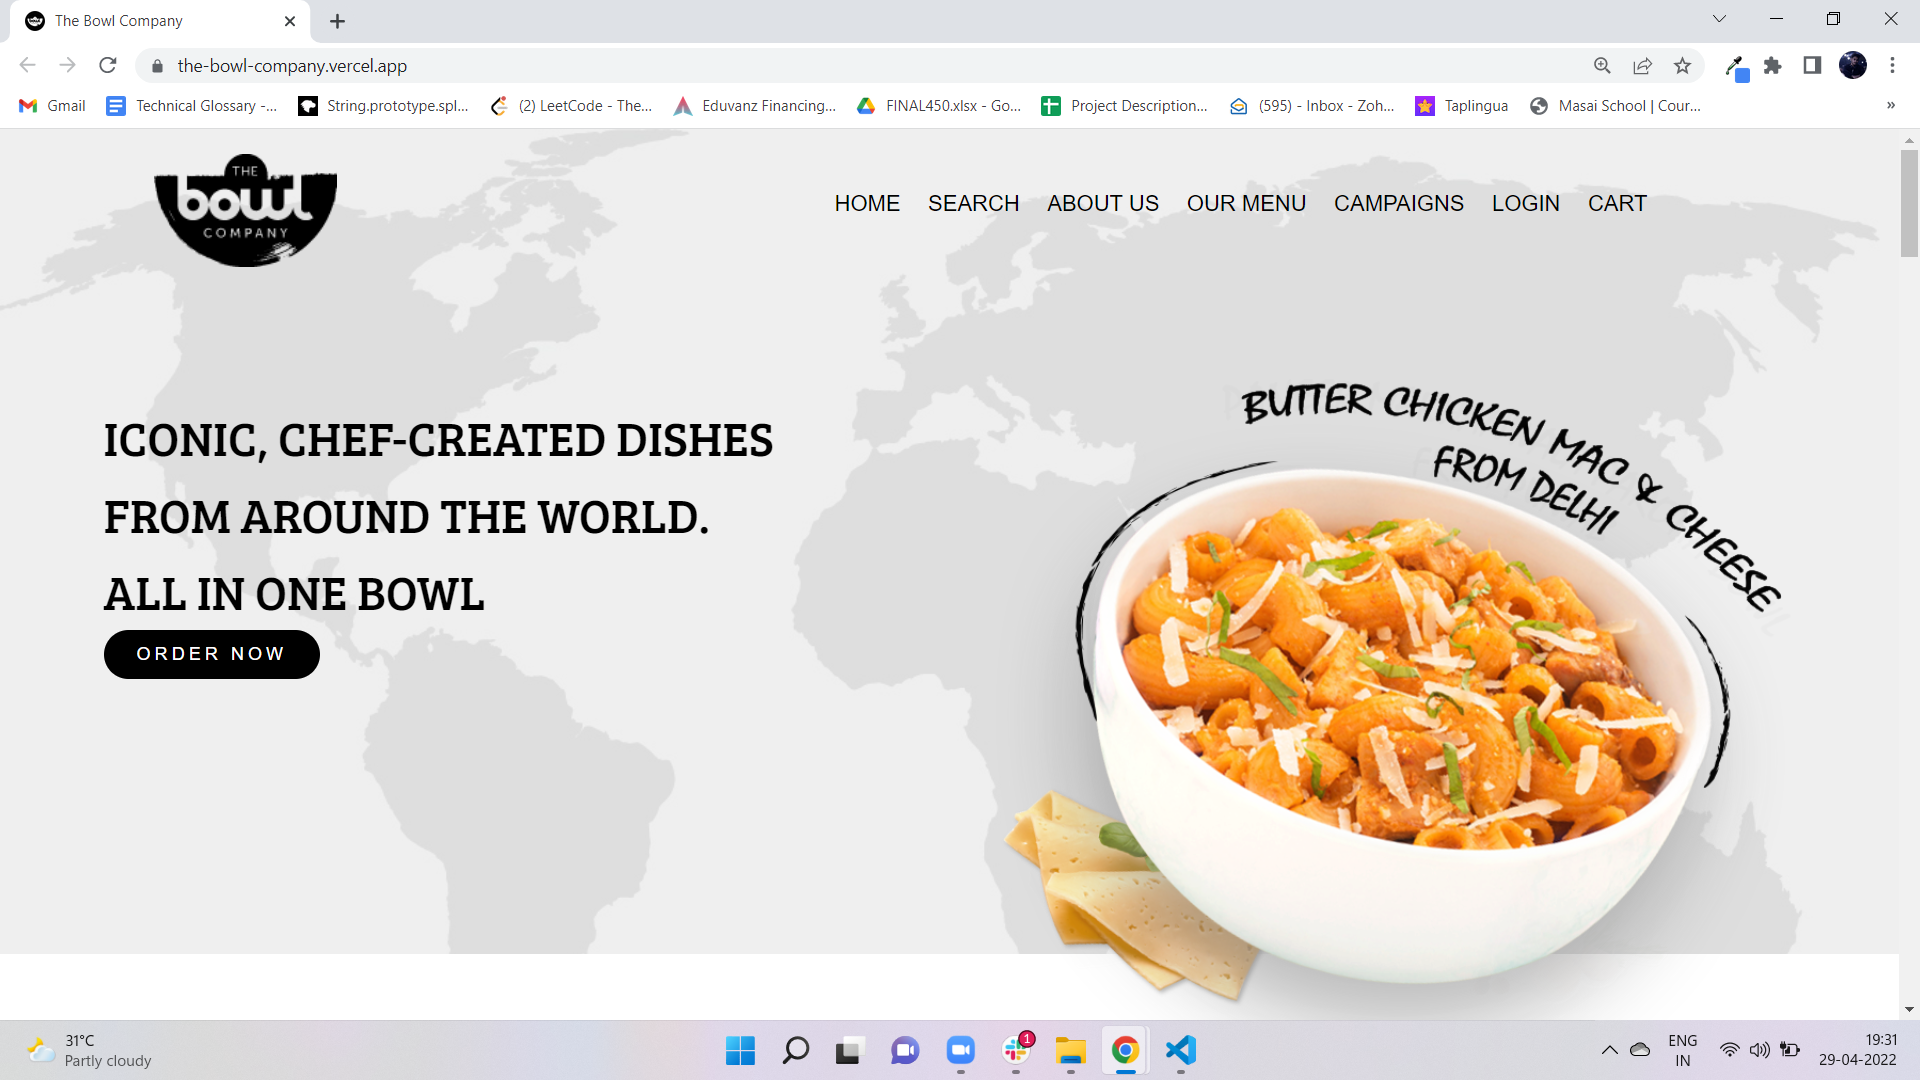 The Bowl Company
the-bowl-company.vercel.app
Gmail
Technical Glossary -...
String.prototype.spl...
(2) LeetCode - The...
Eduvanz Financing...
FINAL450.xlsx - Go...
Project Description...
(595) - Inbox - Zoh...
Taplingua
Masai School | Cour...
»
THE
bowl
COMPANY
HOME SEARCH ABOUT US OUR MENU CAMPAIGNS LOGIN CART
ICONIC, CHEF-CREATED DISHES
FROM AROUND THE WORLD.
ALL IN ONE BOWL
ORDER NOW
BUTTER CHICKEN MAC & CHEESE
FROM DELHI
31°C
Partly cloudy
1
ENG
IN
19:31
29-04-2022